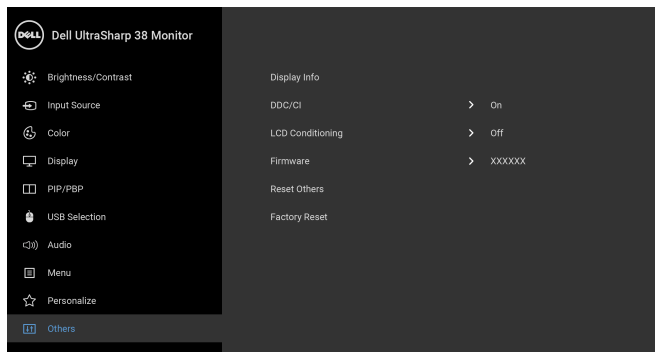 DELL Dell UltraSharp 38 Monitor
Brightness/Contrast
Display Info
Input Source
DDC/CI
On
Color
LCD Conditioning
Off
Display
Firmware
XXXXXX
PIP/PBP
Reset Others
USB Selection
Factory Reset
Audio
Menu
Personalize
Others